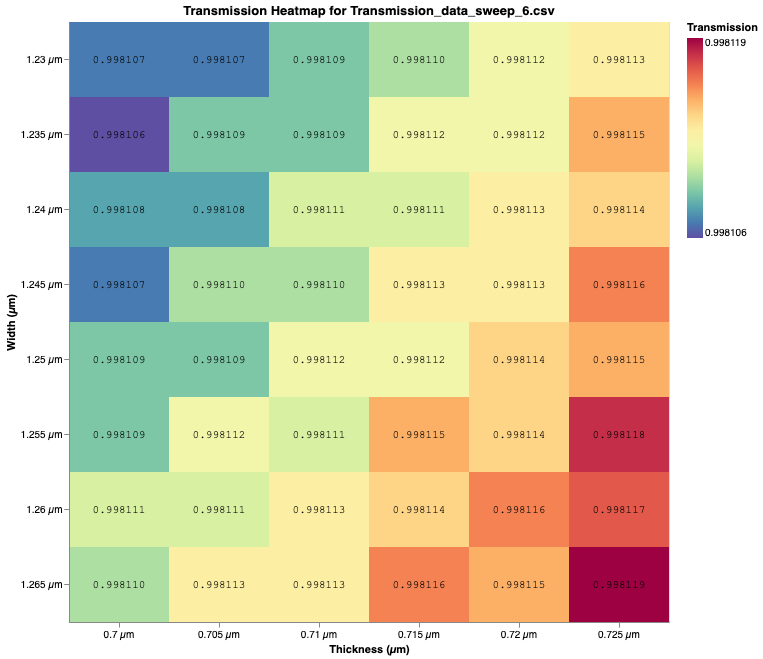 Transmission Heatmap for Transmission_data_sweep_6.csv
Transmission
0.998119
0.998106
Width (µm)
1.23 µm 0.998107 0.998107 0.998109 0.998110 0.998112 0.998113
1.235 µm 0.998106 0.998109 0.998109 0.998112 0.998112 0.998115
1.24 µm 0.998108 0.998108 0.998111 0.998111 0.998113 0.998114
1.245 µm 0.998107 0.998110 0.998110 0.998113 0.998113 0.998116
1.25 µm 0.998109 0.998109 0.998112 0.998112 0.998114 0.998115
1.255 µm 0.998109 0.998112 0.998111 0.998115 0.998114 0.998118
1.26 µm 0.998111 0.998111 0.998113 0.998114 0.998116 0.998117
1.265 µm 0.998110 0.998113 0.998113 0.998116 0.998115 0.998119
0.7 µm 0.705 µm 0.71 µm 0.715 µm 0.72 µm 0.725 µm
Thickness (µm)